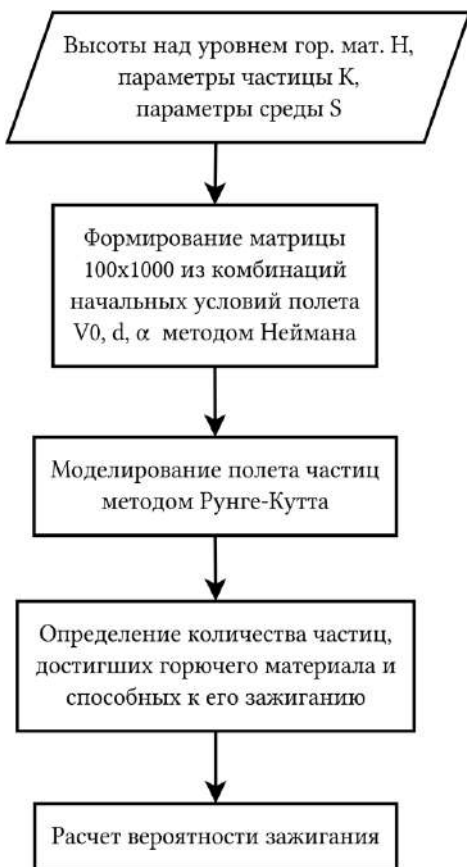 Высоты над уровнем гор. мат. H,
параметры частицы K,
параметры среды S
Формирование матрицы
100x1000 из комбинаций
начальных условий полета
V0, d, α методом Неймана
Моделирование полета частиц
методом Рунге-Кутта
Определение количества частиц,
достигших горючего материала и
способных к его зажиганию
Расчет вероятности зажигания